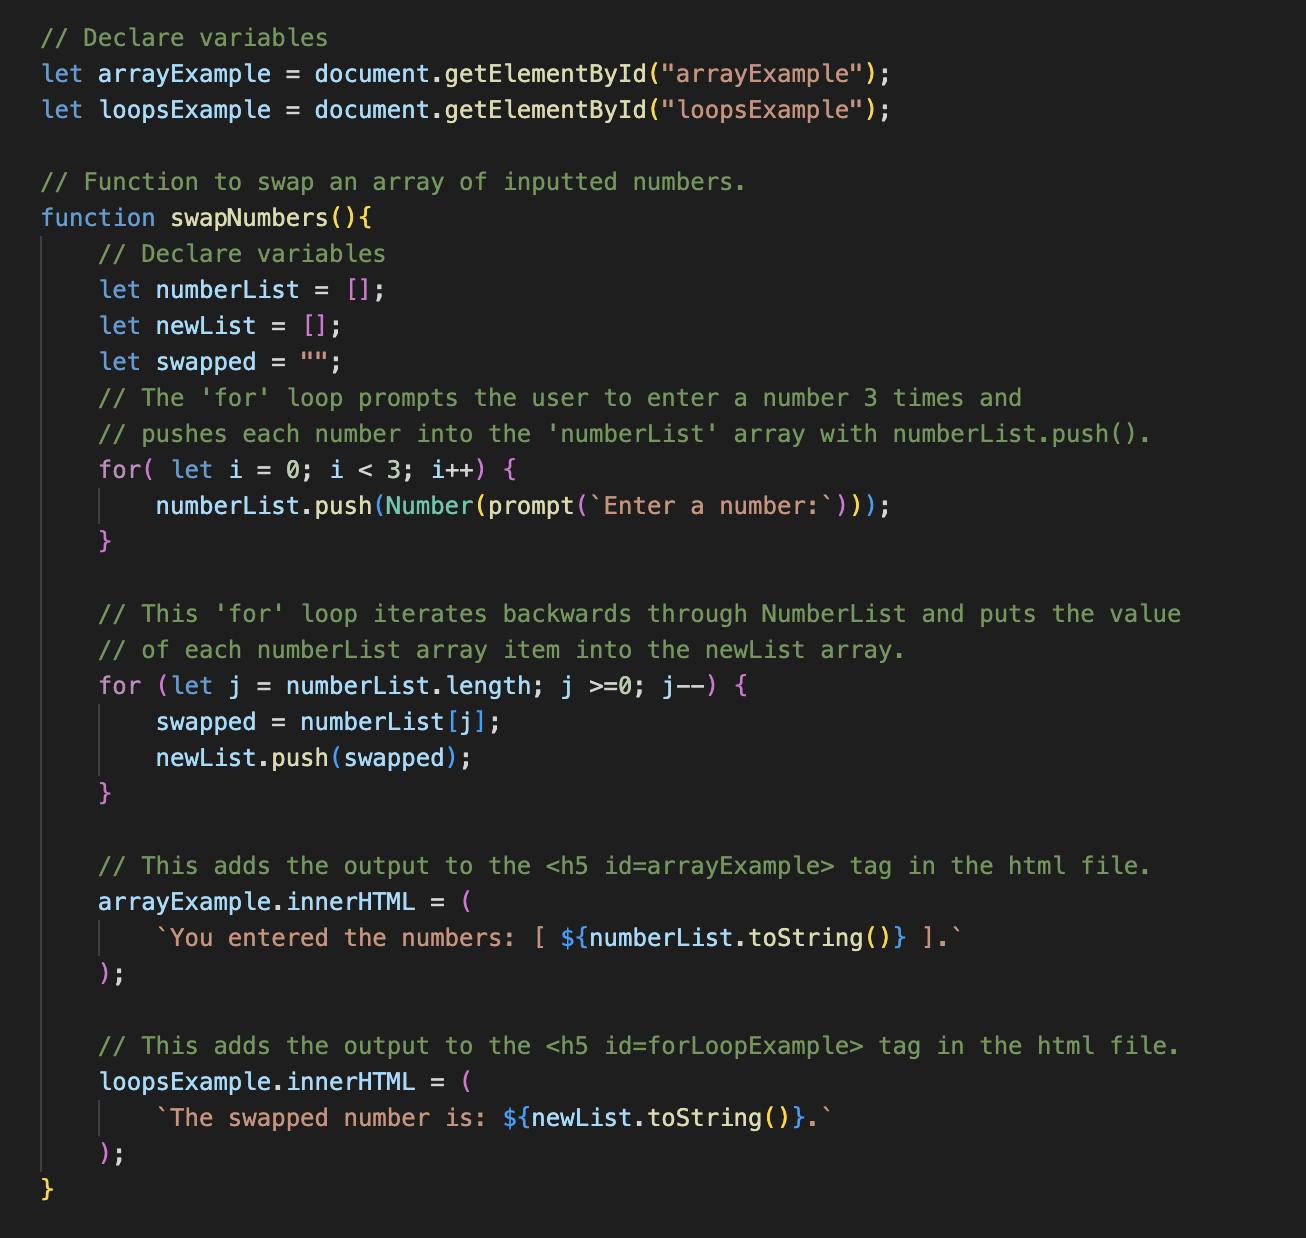 // Declare variables
let arrayExample = document.getElementById("arrayExample");
let loopsExample = document.getElementById("loopsExample");

// Function to swap an array of inputted numbers.
function swapNumbers(){
    // Declare variables
    let numberList = [];
    let newList = [];
    let swapped = "";
    // The 'for' loop prompts the user to enter a number 3 times and
    // pushes each number into the 'numberList' array with numberList.push().
    for( let i = 0; i < 3; i++) {
        numberList.push(Number(prompt(`Enter a number:`)));
    }

    // This 'for' loop iterates backwards through NumberList and puts the value
    // of each numberList array item into the newList array.
    for (let j = numberList.length; j >=0; j--) {
        swapped = numberList[j];
        newList.push(swapped);
    }

    // This adds the output to the <h5 id=arrayExample> tag in the html file.
    arrayExample.innerHTML = (
        `You entered the numbers: [ ${numberList.toString()} ].`
    );

    // This adds the output to the <h5 id=forLoopExample> tag in the html file.
    loopsExample.innerHTML = (
        `The swapped number is: ${newList.toString()}.`
    );
}